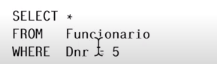 SELECT *
FROM Funcionario
WHERE Dnr = 5